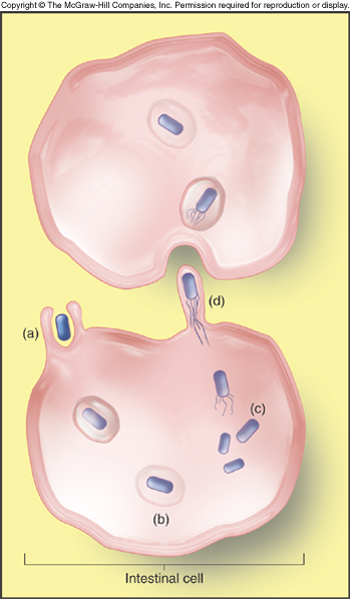 Copyright © The McGraw-Hill Companies, Inc. Permission required for reproduction or display.
(d)
(a)
(c)
(b)
Intestinal cell